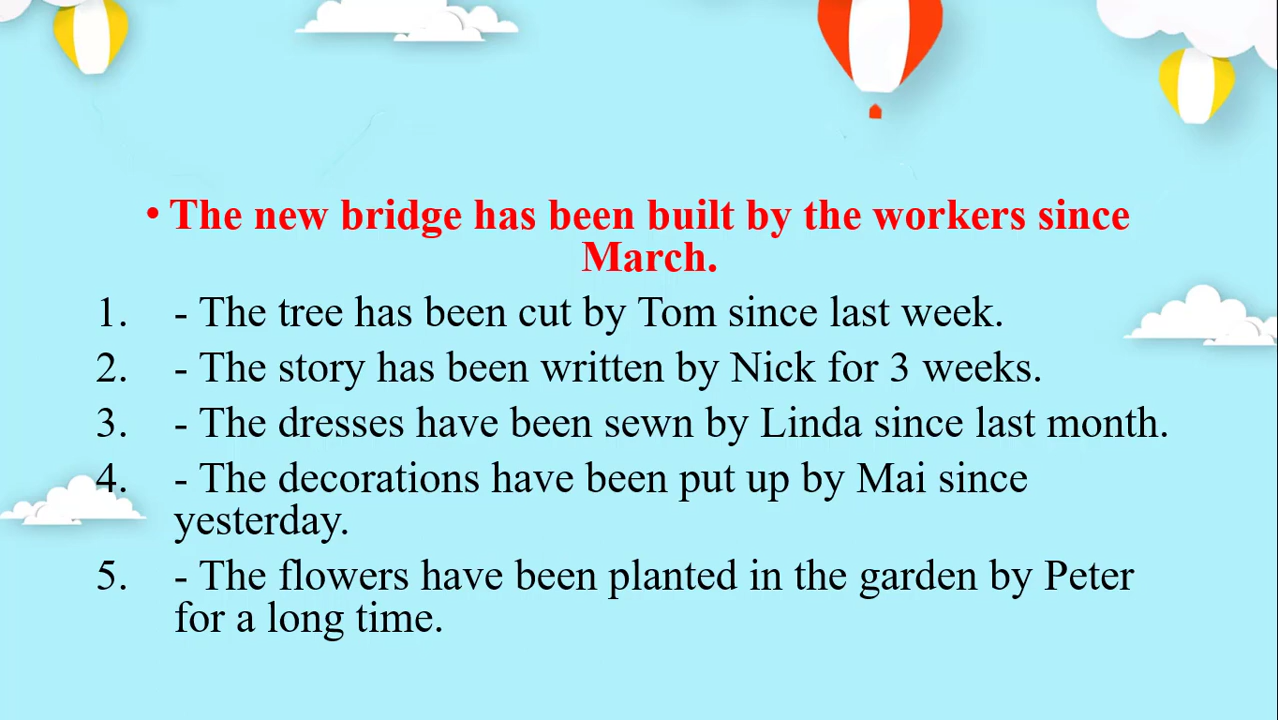 • The new bridge has been built by the workers since
March.
1. - The tree has been cut by Tom since last week.
2. - The story has been written by Nick for 3 weeks.
3. - The dresses have been sewn by Linda since last month.
4. - The decorations have been put up by Mai since
yesterday.
5. - The flowers have been planted in the garden by Peter
for a long time.